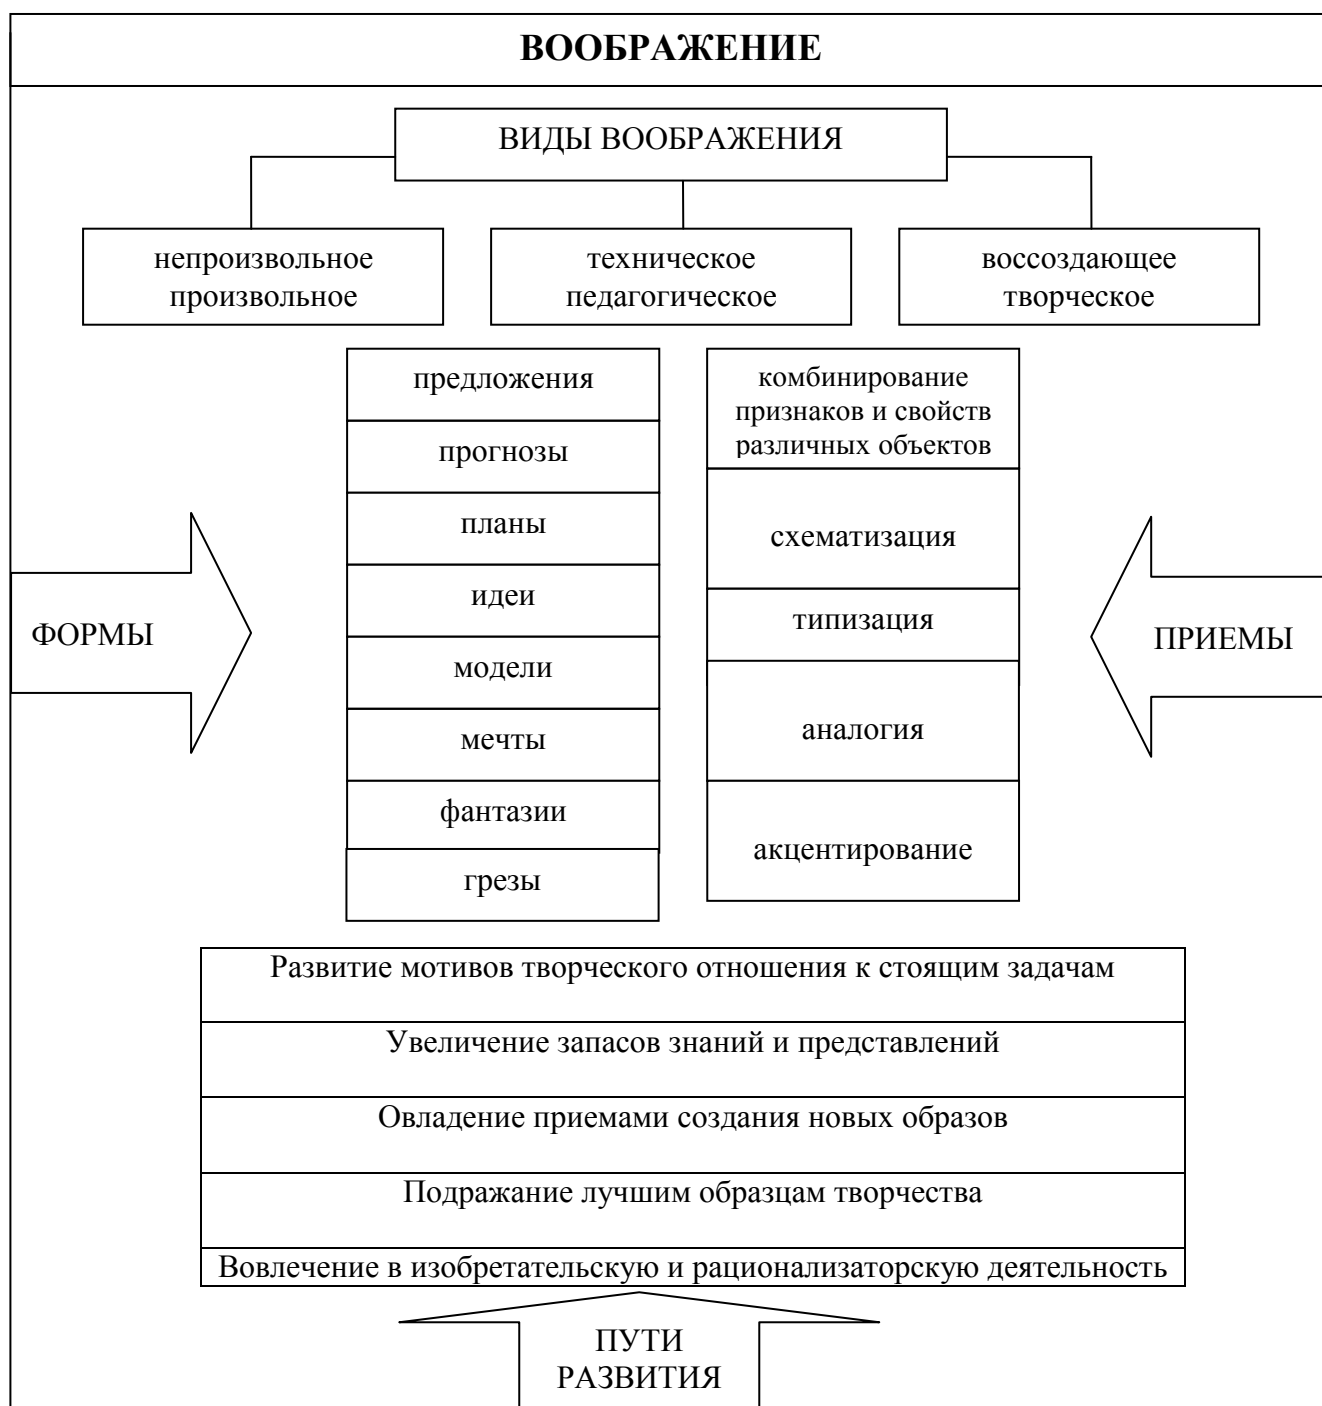 ВООБРАЖЕНИЕ
ВИДЫ ВООБРАЖЕНИЯ
непроизвольное
произвольное
техническое
педагогическое
воссоздающее
творческое
ФОРМЫ
предложения
прогнозы
планы
идеи
модели
мечты
фантазии
грезы
комбинирование
признаков и свойств
различных объектов
схематизация
типизация
аналогия
акцентирование
ПРИЕМЫ
Развитие мотивов творческого отношения к стоящим задачам
Увеличение запасов знаний и представлений
Овладение приемами создания новых образов
Подражание лучшим образцам творчества
Вовлечение в изобретательскую и рационализаторскую деятельность
ПУТИ
РАЗВИТИЯ